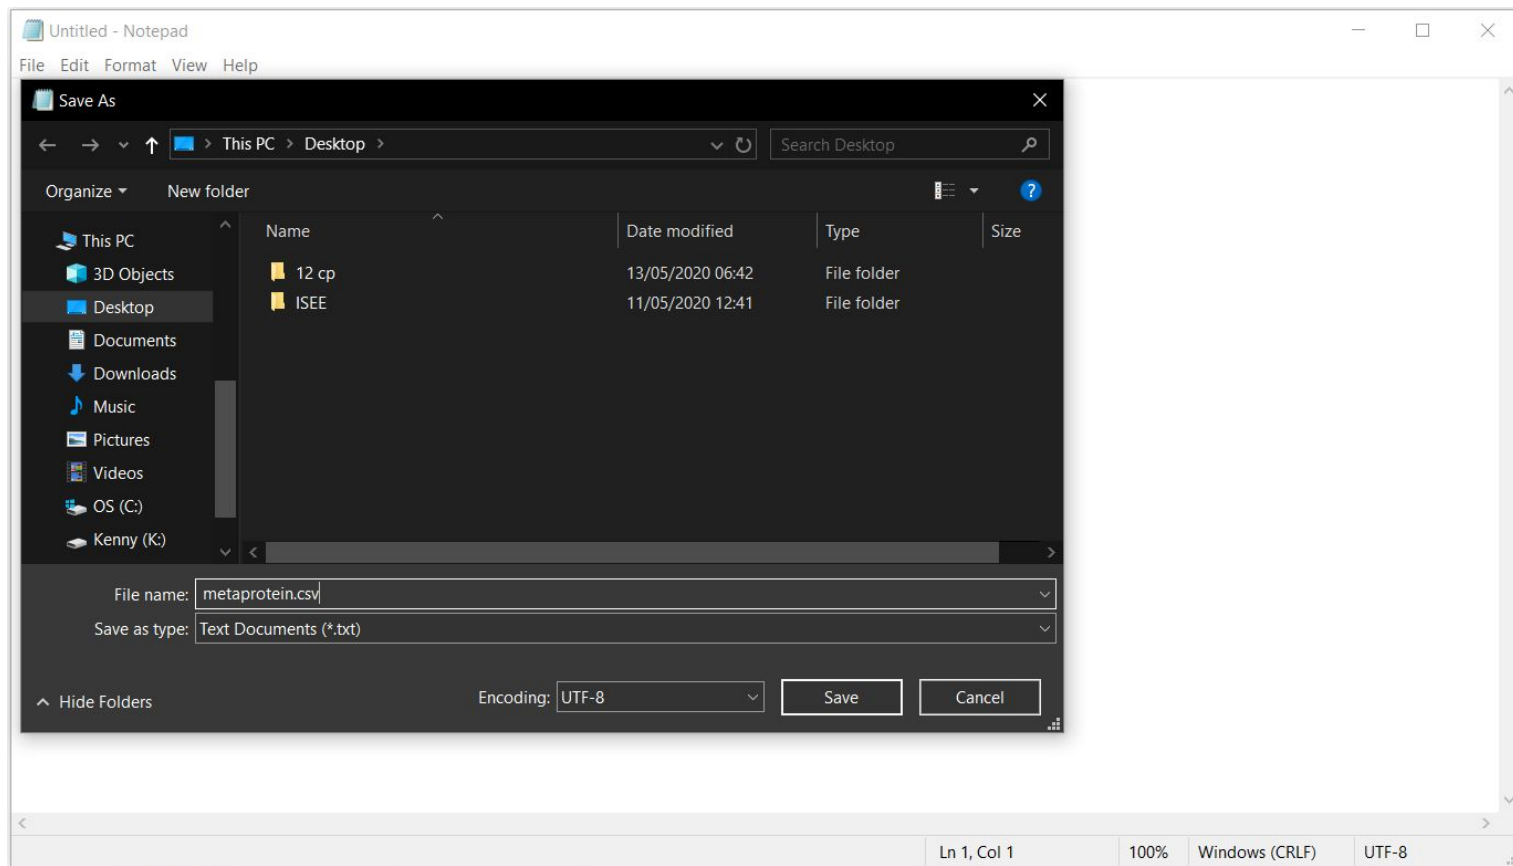 Untitled - Notepad
File Edit Format View Help
Save As
This PC > Desktop >
Search Desktop
Organize
New folder
?
Name Date modified Type Size
This PC
3D Objects
Desktop
Documents
Downloads
Music
Pictures
Videos
OS (C:)
Kenny (K:)
12 cp 13/05/2020 06:42 File folder
ISEE 11/05/2020 12:41 File folder
File name: metaprotein.csv
Save as type: Text Documents (*.txt)
Hide Folders
Encoding: UTF-8
Save
Cancel
Ln 1, Col 1 100% Windows (CRLF) UTF-8